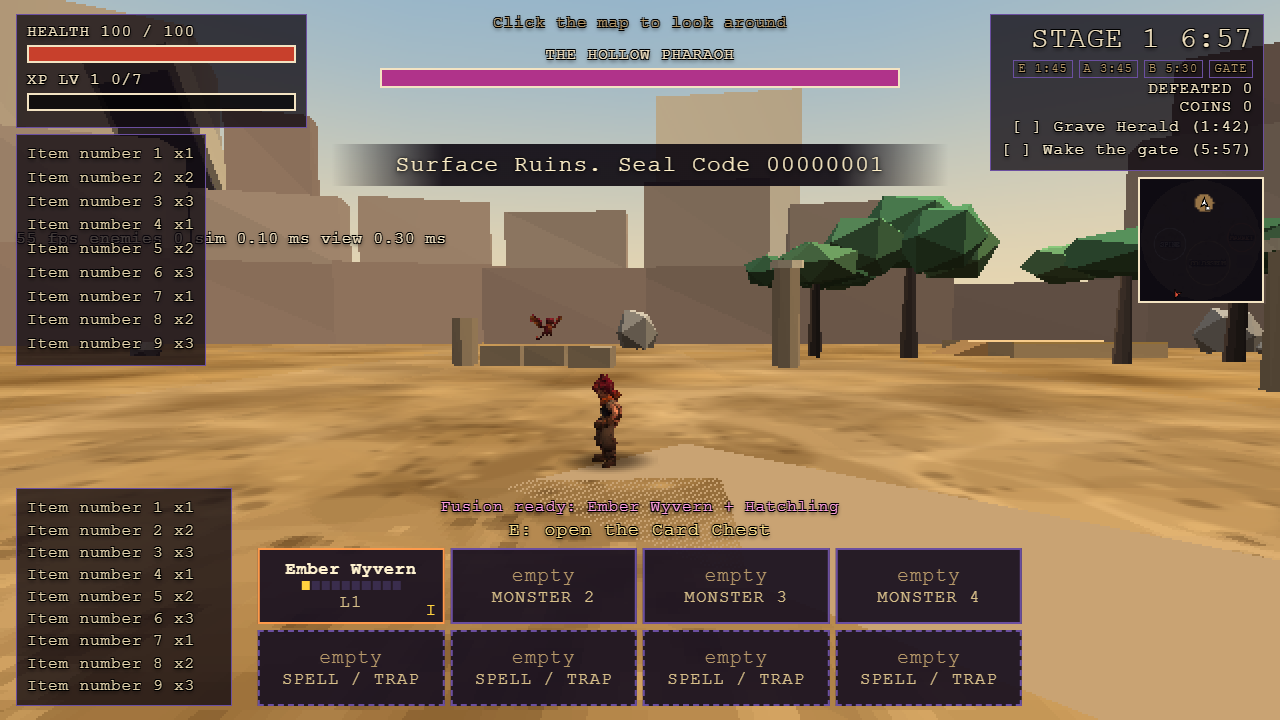 HEALTH 100 / 100
XP LV 1 0/7
Item number 1 x1
Item number 2 x2
Item number 3 x3
Item number 4 x1
Item number 5 x2
Item number 6 x3
Item number 7 x1
Item number 8 x2
Item number 9 x3
55 fps enemies 0 sim 0.10 ms view 0.30 ms
Click the map to look around
THE HOLLOW PHARAOH
Surface Ruins. Seal Code 00000001
STAGE 1 6:57
E 1:45 A 3:45 B 5:30 GATE
DEFEATED 0
COINS 0
[ ] Grave Herald (1:42)
[ ] Wake the gate (5:57)
Item number 1 x1
Item number 2 x2
Item number 3 x3
Item number 4 x1
Item number 5 x2
Item number 6 x3
Item number 7 x1
Item number 8 x2
Item number 9 x3
Fusion ready: Ember Wyvern + Hatchling
E: open the Card Chest
Ember Wyvern
L1
I
empty
MONSTER 2
empty
MONSTER 3
empty
MONSTER 4
empty
SPELL / TRAP
empty
SPELL / TRAP
empty
SPELL / TRAP
empty
SPELL / TRAP